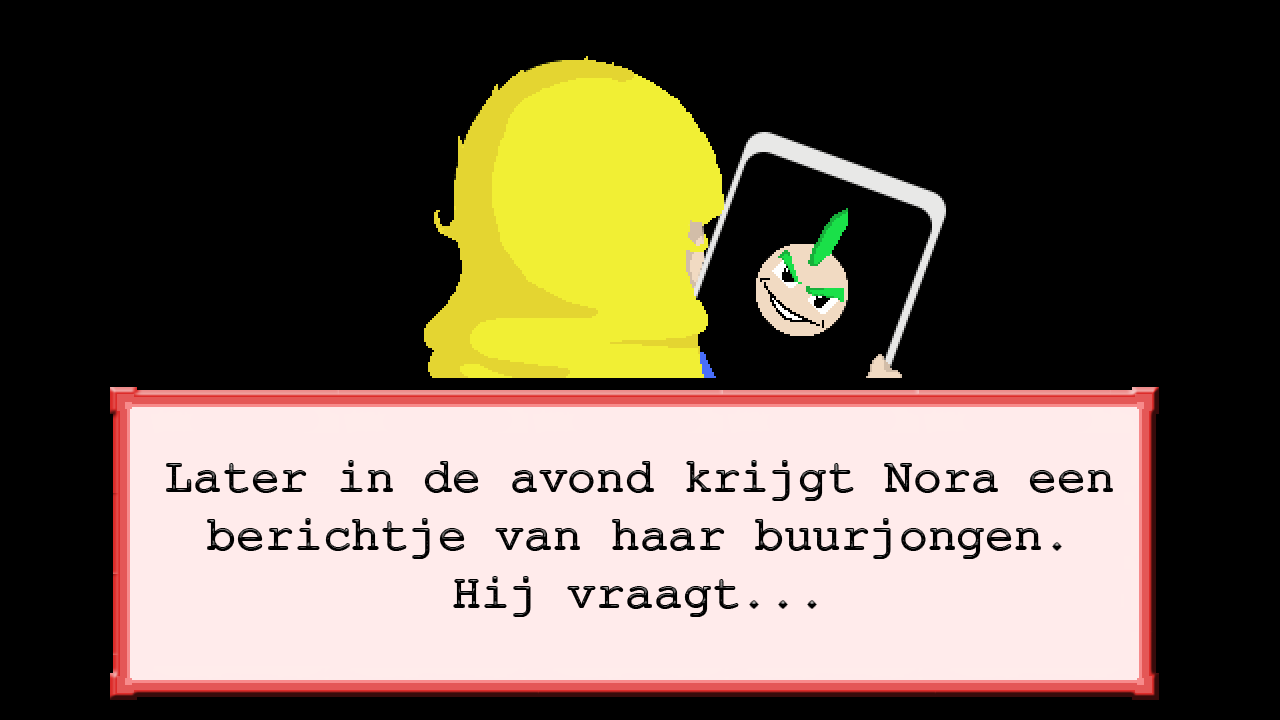 Later in de avond krijgt Nora een
berichtje van haar buurjongen.
Hij vraagt...